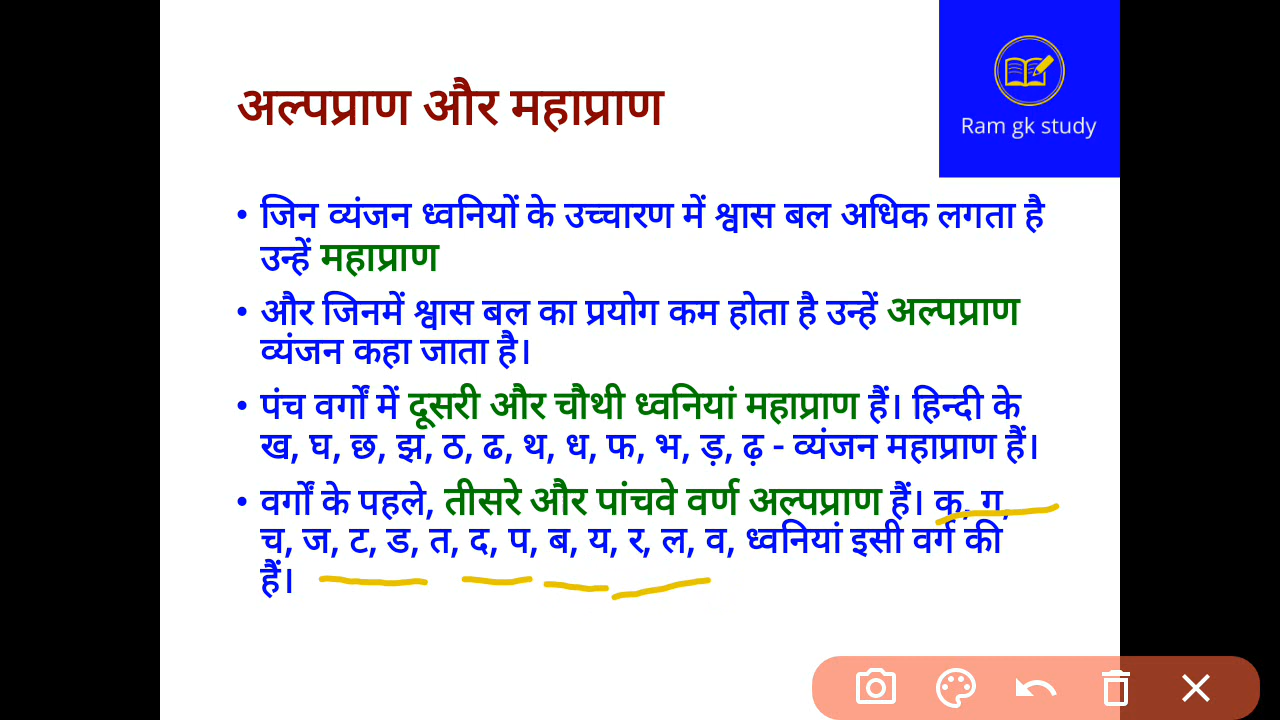 Ram gk study
अल्पप्राण और महाप्राण
• जिन व्यंजन ध्वनियों के उच्चारण में श्वास बल अधिक लगता है
उन्हें महाप्राण
• और जिनमें श्वास बल का प्रयोग कम होता है उन्हें अल्पप्राण
व्यंजन कहा जाता है।
• पंच वर्गों में दूसरी और चौथी ध्वनियां महाप्राण हैं। हिन्दी के
ख, घ, छ, झ, ठ, ढ, थ, ध, फ, भ, ड़, ढ़ - व्यंजन महाप्राण हैं।
• वर्गों के पहले, तीसरे और पांचवे वर्ण अल्पप्राण हैं। क, ग,
च, ज, ट, ड, त, द, प, ब, य, र, ल, व, ध्वनियां इसी वर्ग की
हैं।